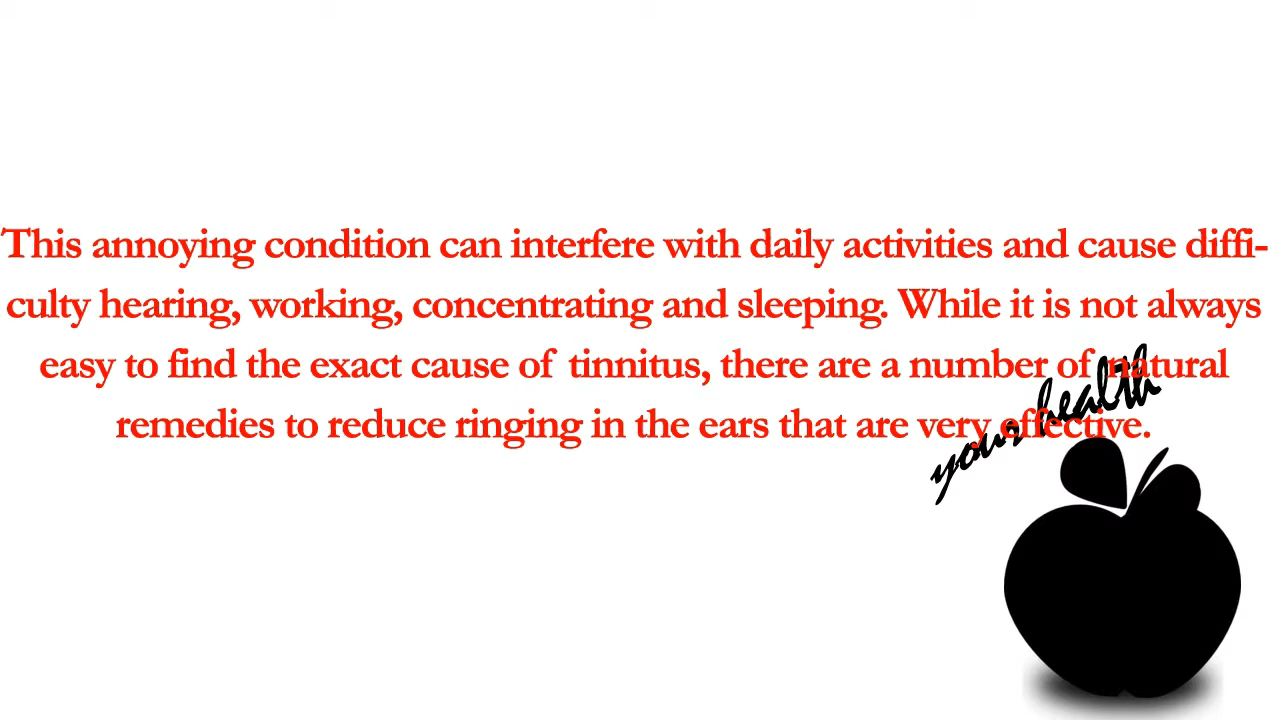 This annoying condition can interfere with daily activities and cause diffi-
culty hearing, working, concentrating and sleeping. While it is not always
easy to find the exact cause of tinnitus, there are a number of natural
remedies to reduce ringing in the ears that are very effective.
your health